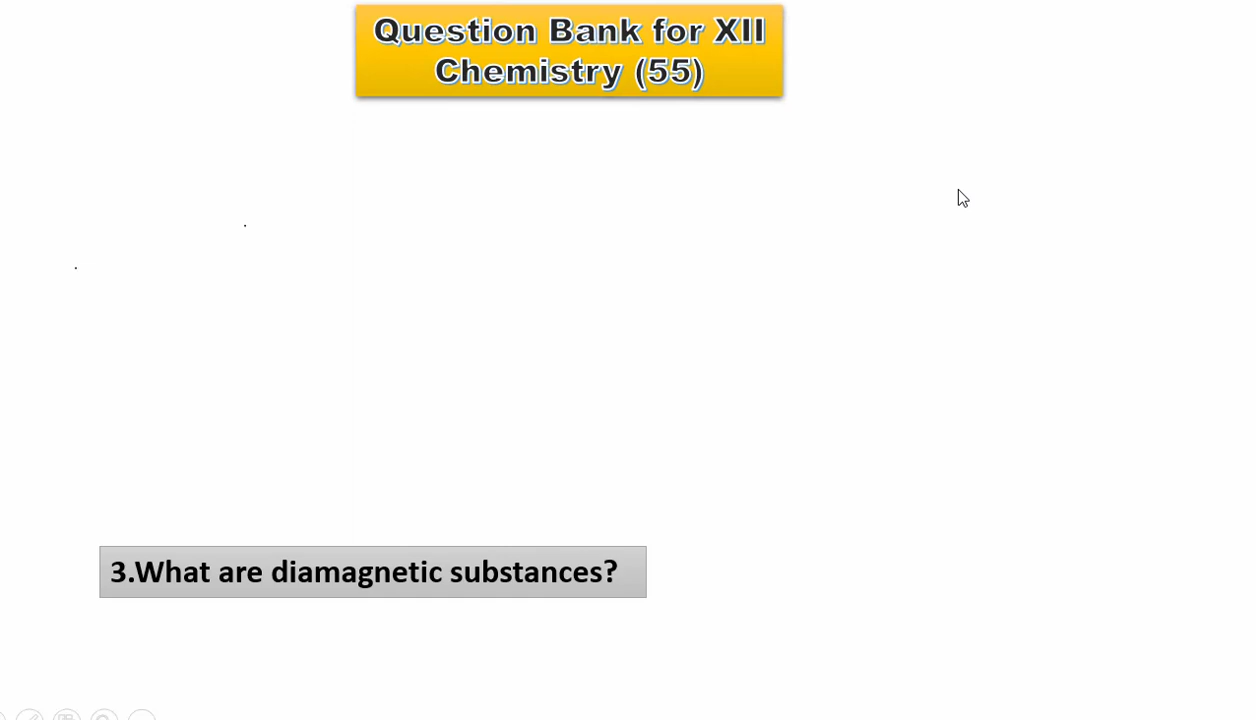 Question Bank for XII
Chemistry (55)
3.What are diamagnetic substances?